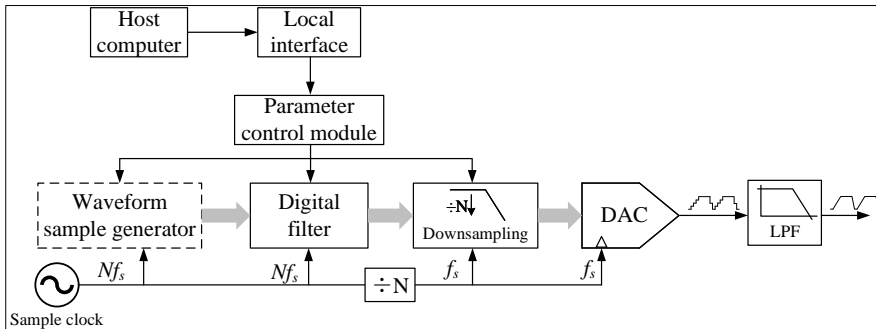 Host
computer
Local
interface
Parameter
control module
Waveform
sample generator
Digital
filter
÷N
Downsampling
DAC
LPF
Nfs
Nfs
÷N
fs
fs
Sample clock